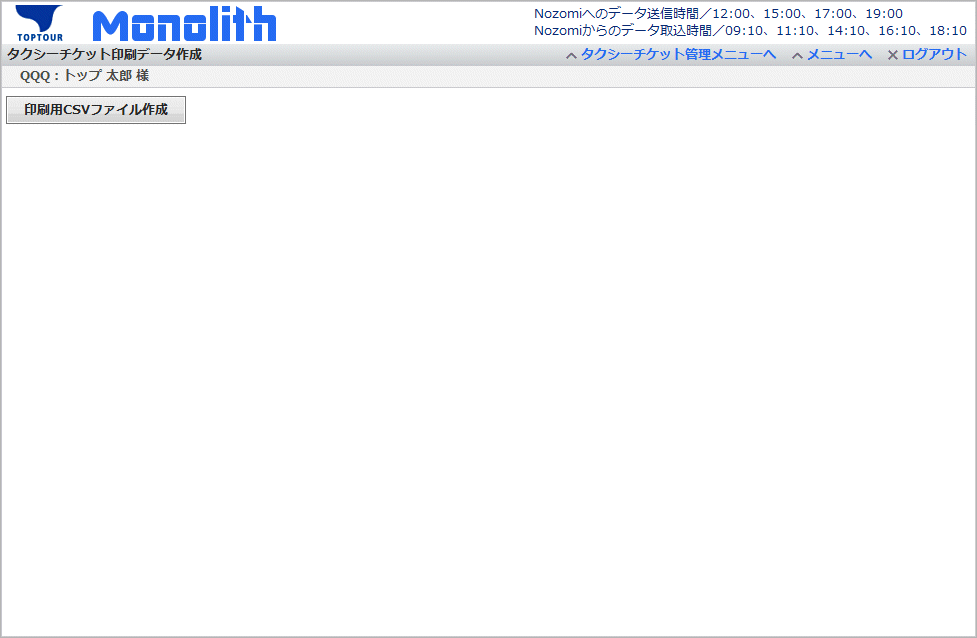 TOPTOUR
Monolith
Nozomiへのデータ送信時間／12:00、15:00、17:00、19:00
Nozomiからのデータ取込時間／09:10、11:10、14:10、16:10、18:10
タクシーチケット印刷データ作成
タクシーチケット管理メニューへ メニューへ ログアウト
QQQ：トップ 太郎 様
印刷用CSVファイル作成